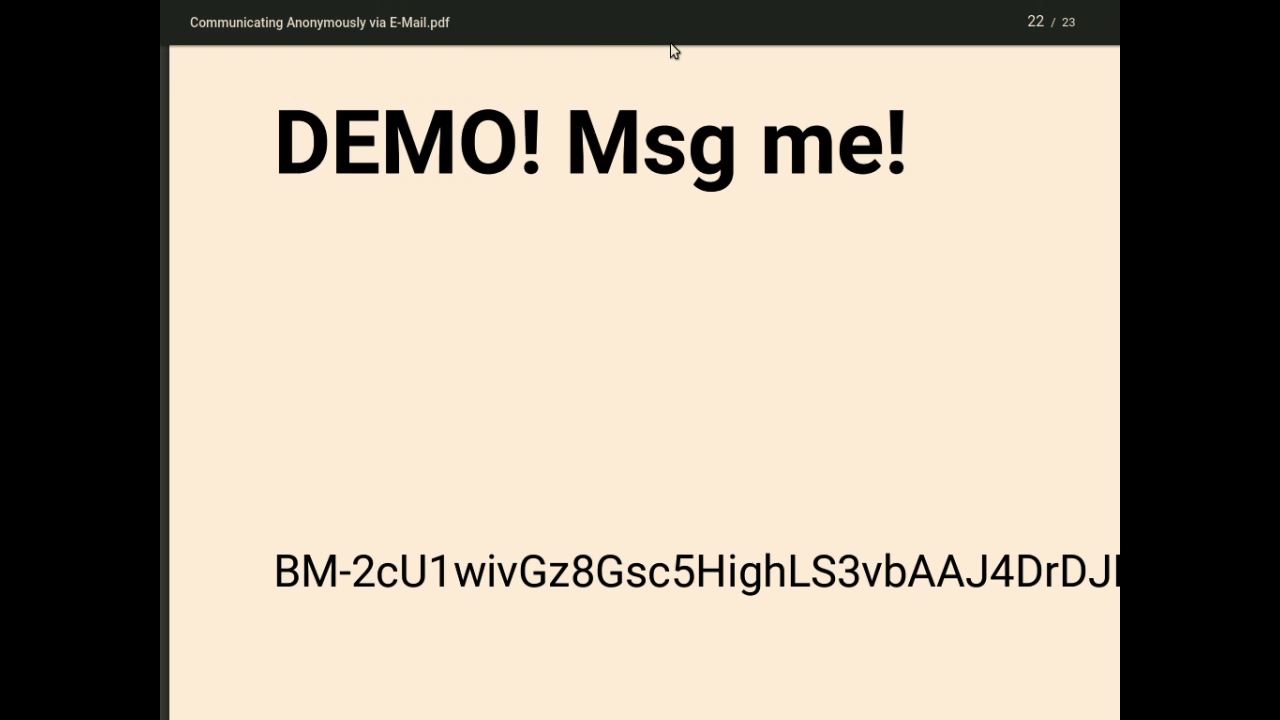 Communicating Anonymously via E-Mail.pdf
22 / 23
DEMO! Msg me!
BM-2cU1wivGz8Gsc5HighLS3vbAAJ4DrDJ